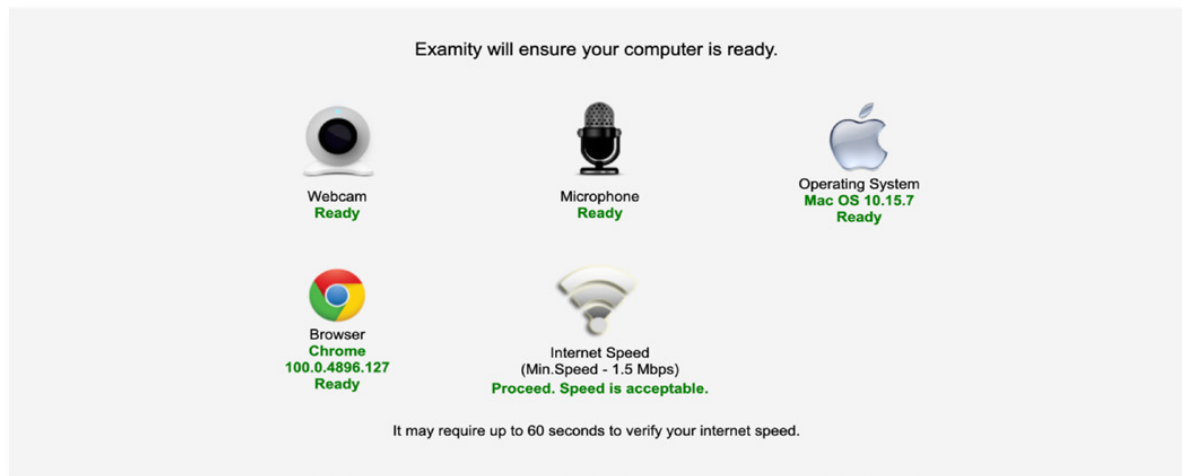 Examity will ensure your computer is ready.
Webcam
Ready
Microphone
Ready
Operating System
Mac OS 10.15.7
Ready
Browser
Chrome
100.0.4896.127
Ready
Internet Speed
(Min.Speed - 1.5 Mbps)
Proceed. Speed is acceptable.
It may require up to 60 seconds to verify your internet speed.